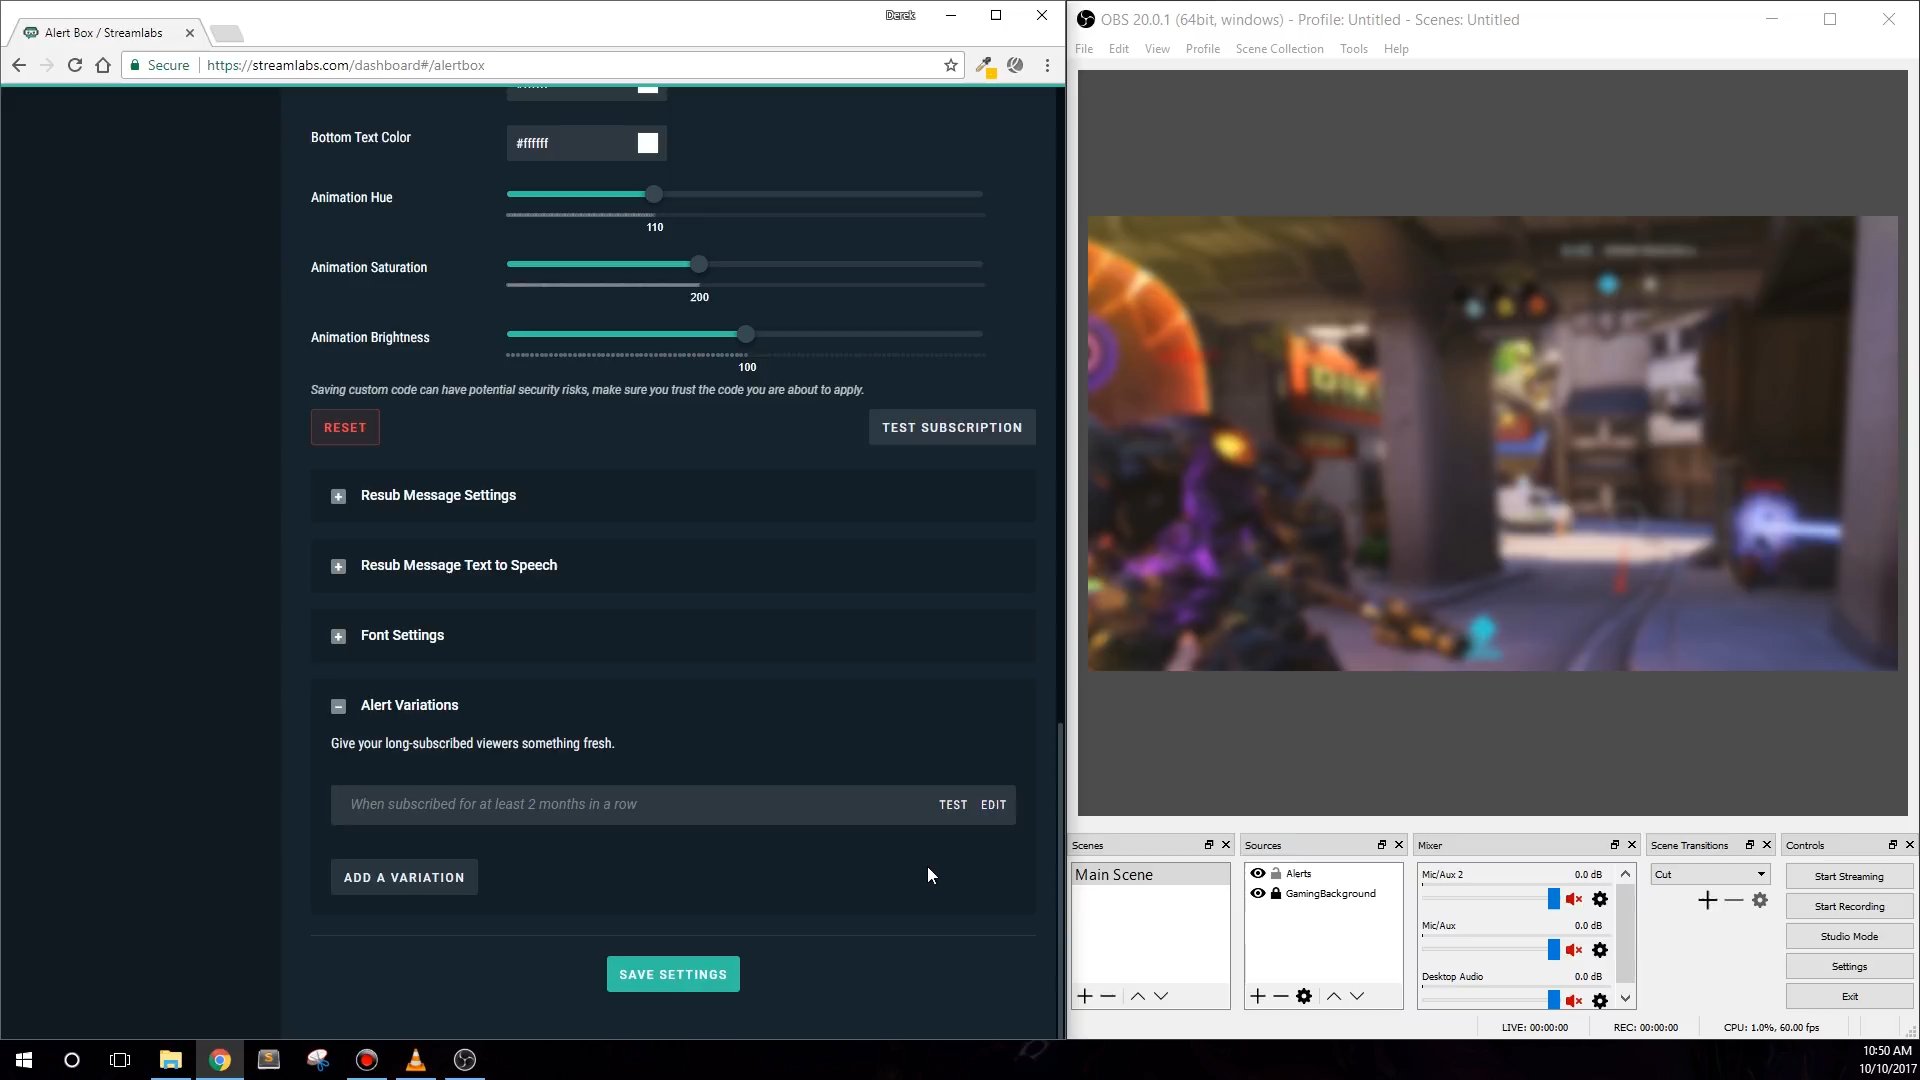 Derek
Alert Box / Streamlabs
Secure
https://streamlabs.com/dashboard#/alertbox
Bottom Text Color
#ffffff
Animation Hue
110
Animation Saturation
200
Animation Brightness
100
Saving custom code can have potential security risks, make sure you trust the code you are about to apply.
RESET
TEST SUBSCRIPTION
Resub Message Settings
Resub Message Text to Speech
Font Settings
Alert Variations
Give your long-subscribed viewers something fresh.
When subscribed for at least 2 months in a row
TEST EDIT
ADD A VARIATION
SAVE SETTINGS
OBS 20.0.1 (64bit, windows) - Profile: Untitled - Scenes: Untitled
File Edit View Profile Scene Collection Tools Help
Scenes
Main Scene
Sources
Alerts
GamingBackground
Mixer
Mic/Aux 2 0.0 dB
Mic/Aux 0.0 dB
Desktop Audio 0.0 dB
Scene Transitions
Cut
Controls
Start Streaming
Start Recording
Studio Mode
Settings
Exit
LIVE: 00:00:00 REC: 00:00:00 CPU: 1.0%, 60.00 fps
10:50 AM
10/10/2017